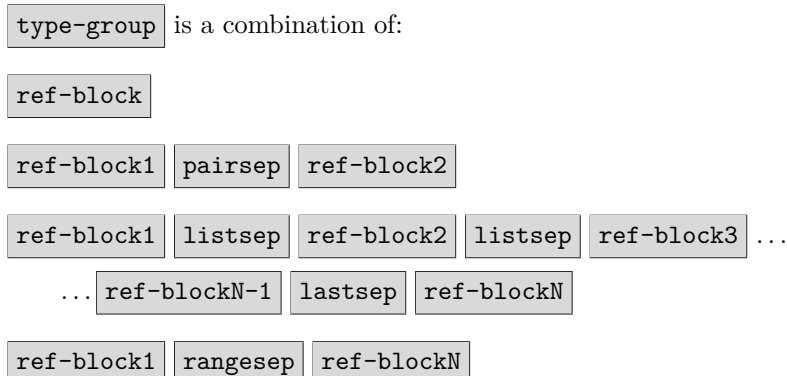 type-group is a combination of:
ref-block
ref-block1 pairsep ref-block2
ref-block1 listsep ref-block2 listsep ref-block3 ...
... ref-blockN-1 lastsep ref-blockN
ref-block1 rangesep ref-blockN